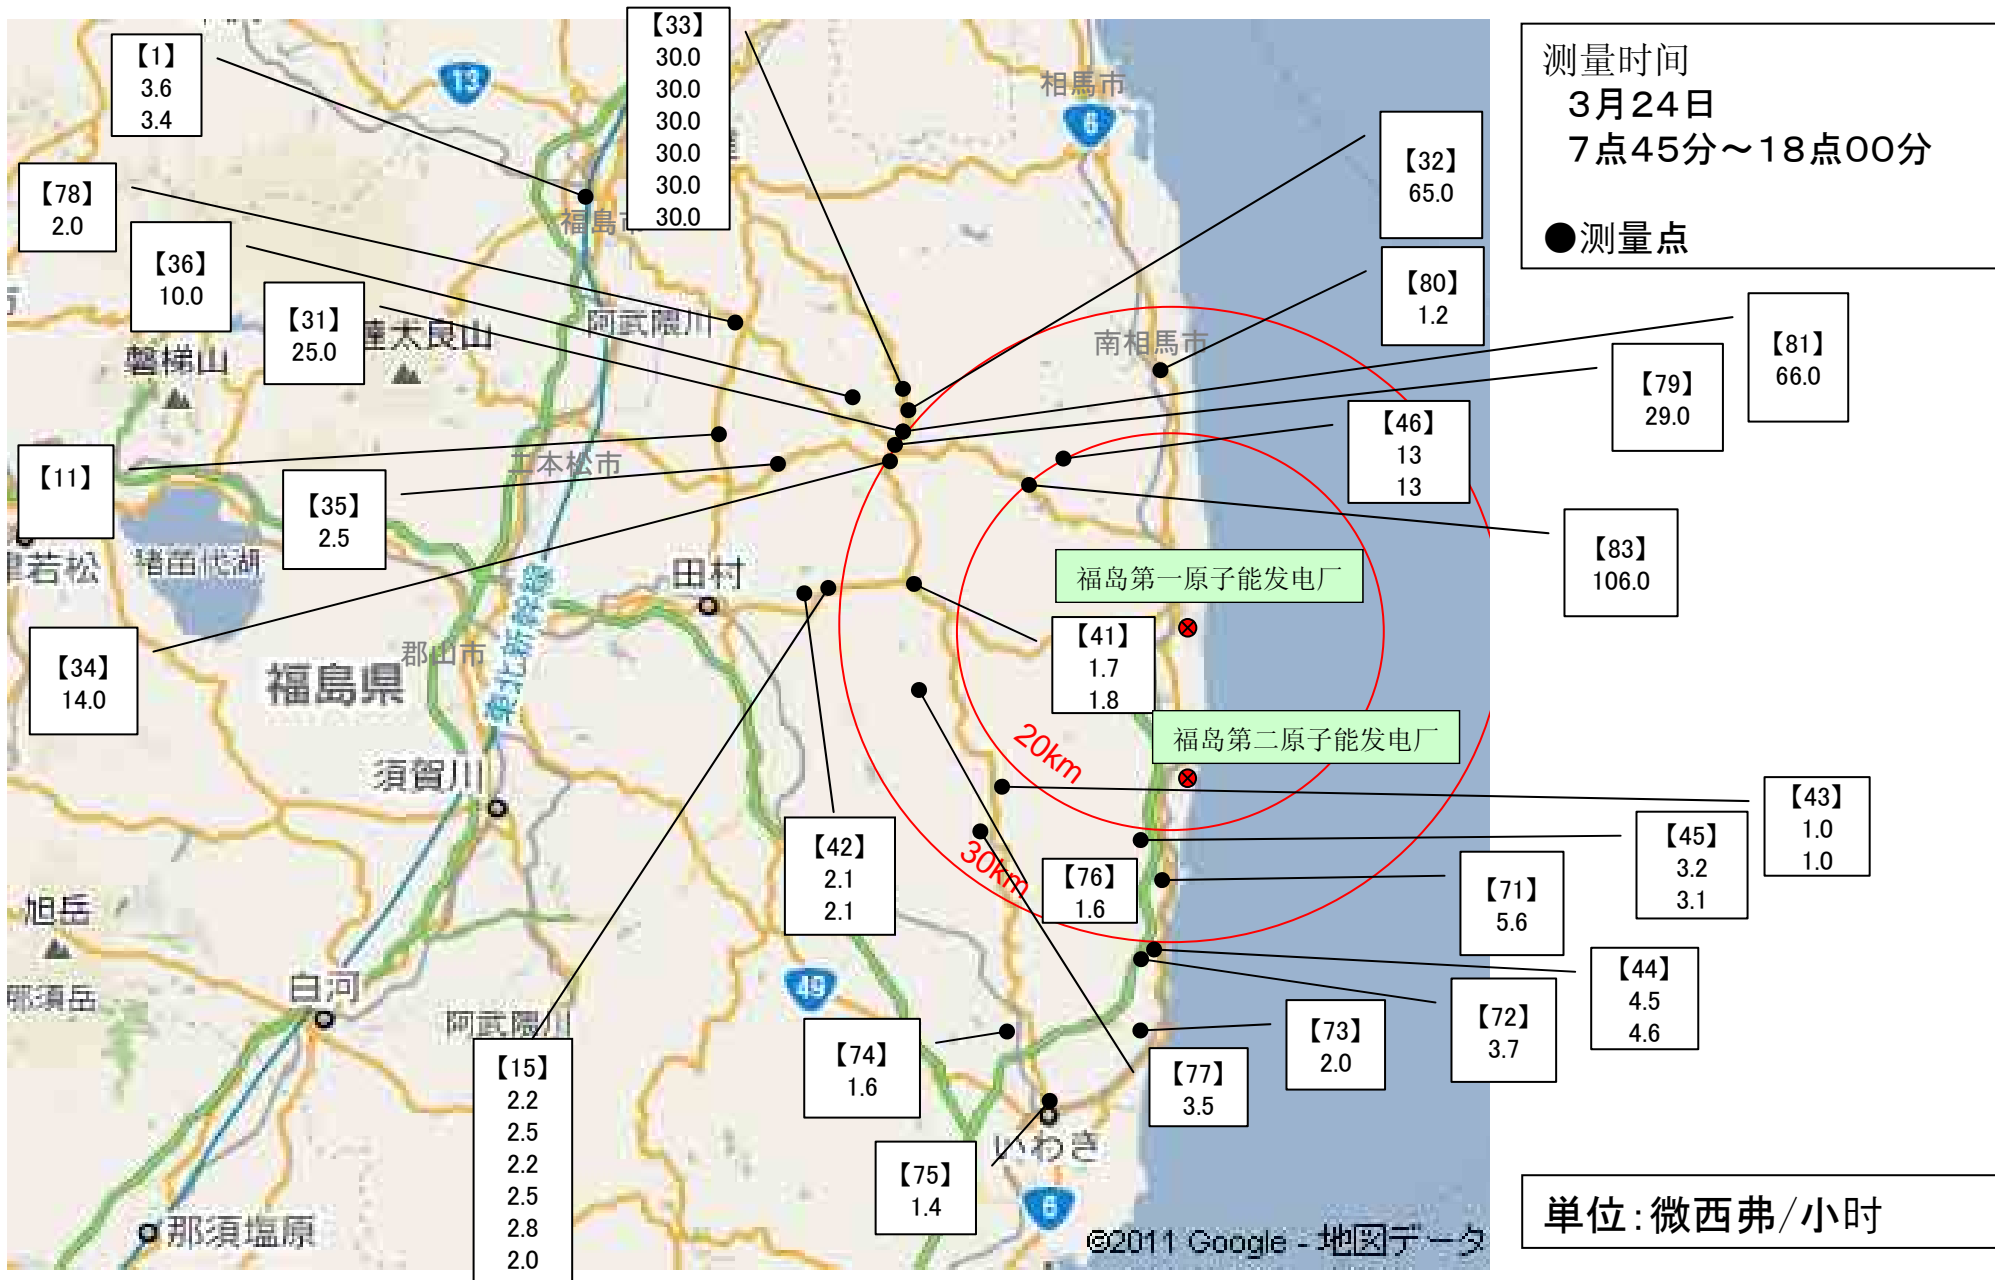 【1】
3.6
3.4
【33】
30.0
30.0
30.0
30.0
30.0
30.0
测量时间
3月24日
7点45分～18点00分
●测量点
13
相馬市
6
【32】
65.0
【78】
2.0
福島市
【36】
10.0
【80】
1.2
【31】
25.0
達太良山
阿武隈川
磐梯山
南相馬市
【81】
66.0
【79】
29.0
【46】
13
13
【11】
【35】
2.5
二本松市
【83】
106.0
若松
猪苗代湖
田村
福岛第一原子能发电厂
東北新幹線
【34】
14.0
郡山市
福島県
【41】
1.7
1.8
福岛第二原子能发电厂
20km
須賀川
【43】
1.0
1.0
【42】
2.1
2.1
30km
【76】
1.6
【45】
3.2
3.1
【71】
5.6
旭岳
那須岳
白河
49
阿武隈川
【44】
4.5
4.6
【72】
3.7
【74】
1.6
【73】
2.0
【77】
3.5
【15】
2.2
2.5
2.2
2.5
2.8
2.0
いわき
【75】
1.4
6
那須塩原
©2011 Google - 地図データ
単位：微西弗/小时